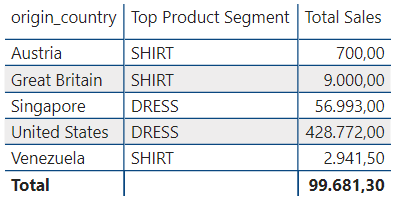 origin_country Top Product Segment Total Sales
Austria SHIRT 700,00
Great Britain SHIRT 9.000,00
Singapore DRESS 56.993,00
United States DRESS 428.772,00
Venezuela SHIRT 2.941,50
Total 99.681,30